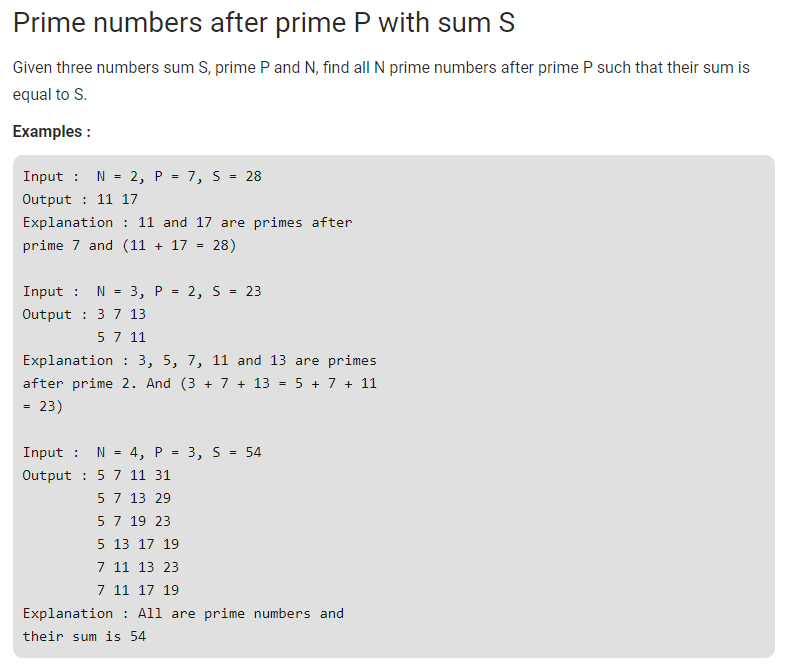 Prime numbers after prime P with sum S
Given three numbers sum S, prime P and N, find all N prime numbers after prime P such that their sum is
equal to S.
Examples :
Input :  N = 2, P = 7, S = 28
Output : 11 17
Explanation : 11 and 17 are primes after
prime 7 and (11 + 17 = 28)
Input :  N = 3, P = 2, S = 23
Output : 3 7 13
5 7 11
Explanation : 3, 5, 7, 11 and 13 are primes
after prime 2. And (3 + 7 + 13 = 5 + 7 + 11
= 23)
Input :  N = 4, P = 3, S = 54
Output : 5 7 11 31
5 7 13 29
5 7 19 23
5 13 17 19
7 11 13 23
7 11 17 19
Explanation : All are prime numbers and
their sum is 54